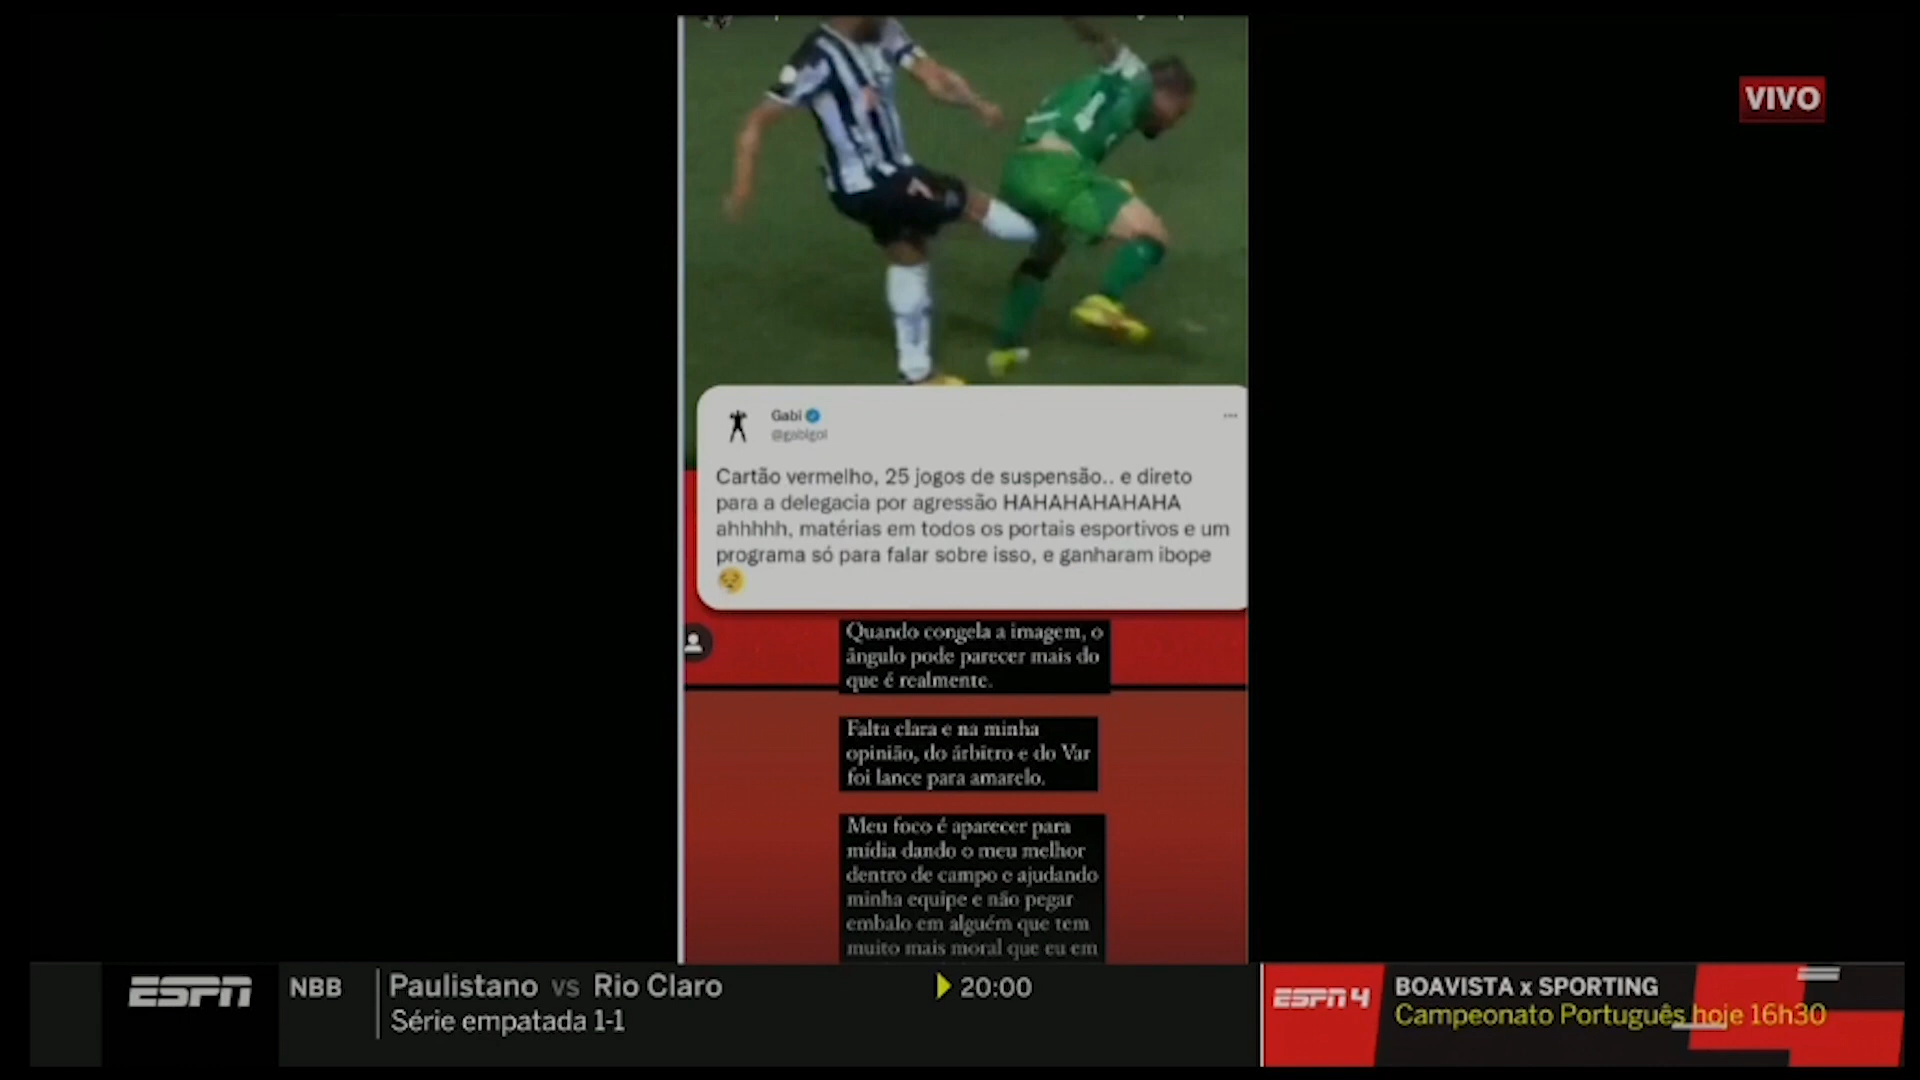 VIVO
7
Gabi
@gabigol
Cartão vermelho, 25 jogos de suspensão.. e direto
para a delegacia por agressão HAHAHAHAHAHA
ahhhhh, matérias em todos os portais esportivos e um
programa só para falar sobre isso, e ganharam ibope
Quando congela a imagem, o
ângulo pode parecer mais do
que é realmente.
Falta clara e na minha
opinião, do árbitro e do Var
foi lance para amarelo.
Meu foco é aparecer para
mídia dando o meu melhor
dentro de campo e ajudando
minha equipe e não pegar
embalo em alguém que tem
muito mais moral que eu em
ESPN
NBB
Paulistano vs Rio Claro
20:00
Série empatada 1-1
ESPN 4
BOAVISTA x SPORTING
Campeonato Português hoje 16h30